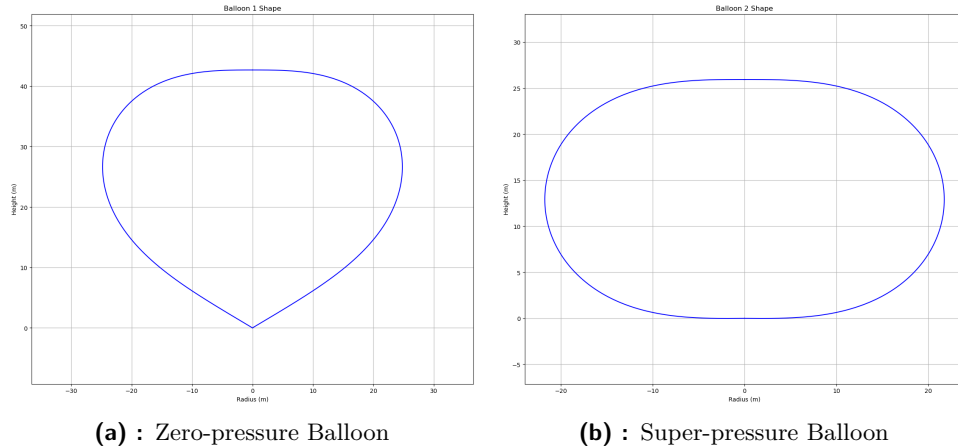 Balloon 1 Shape
50
40
30
20
10
0
Height (m)
−30 −20 −10 0 10 20 30
Radius (m)
(a) : Zero-pressure Balloon
Balloon 2 Shape
30
25
20
15
10
5
0
−5
Height (m)
−20 −10 0 10 20
Radius (m)
(b) : Super-pressure Balloon